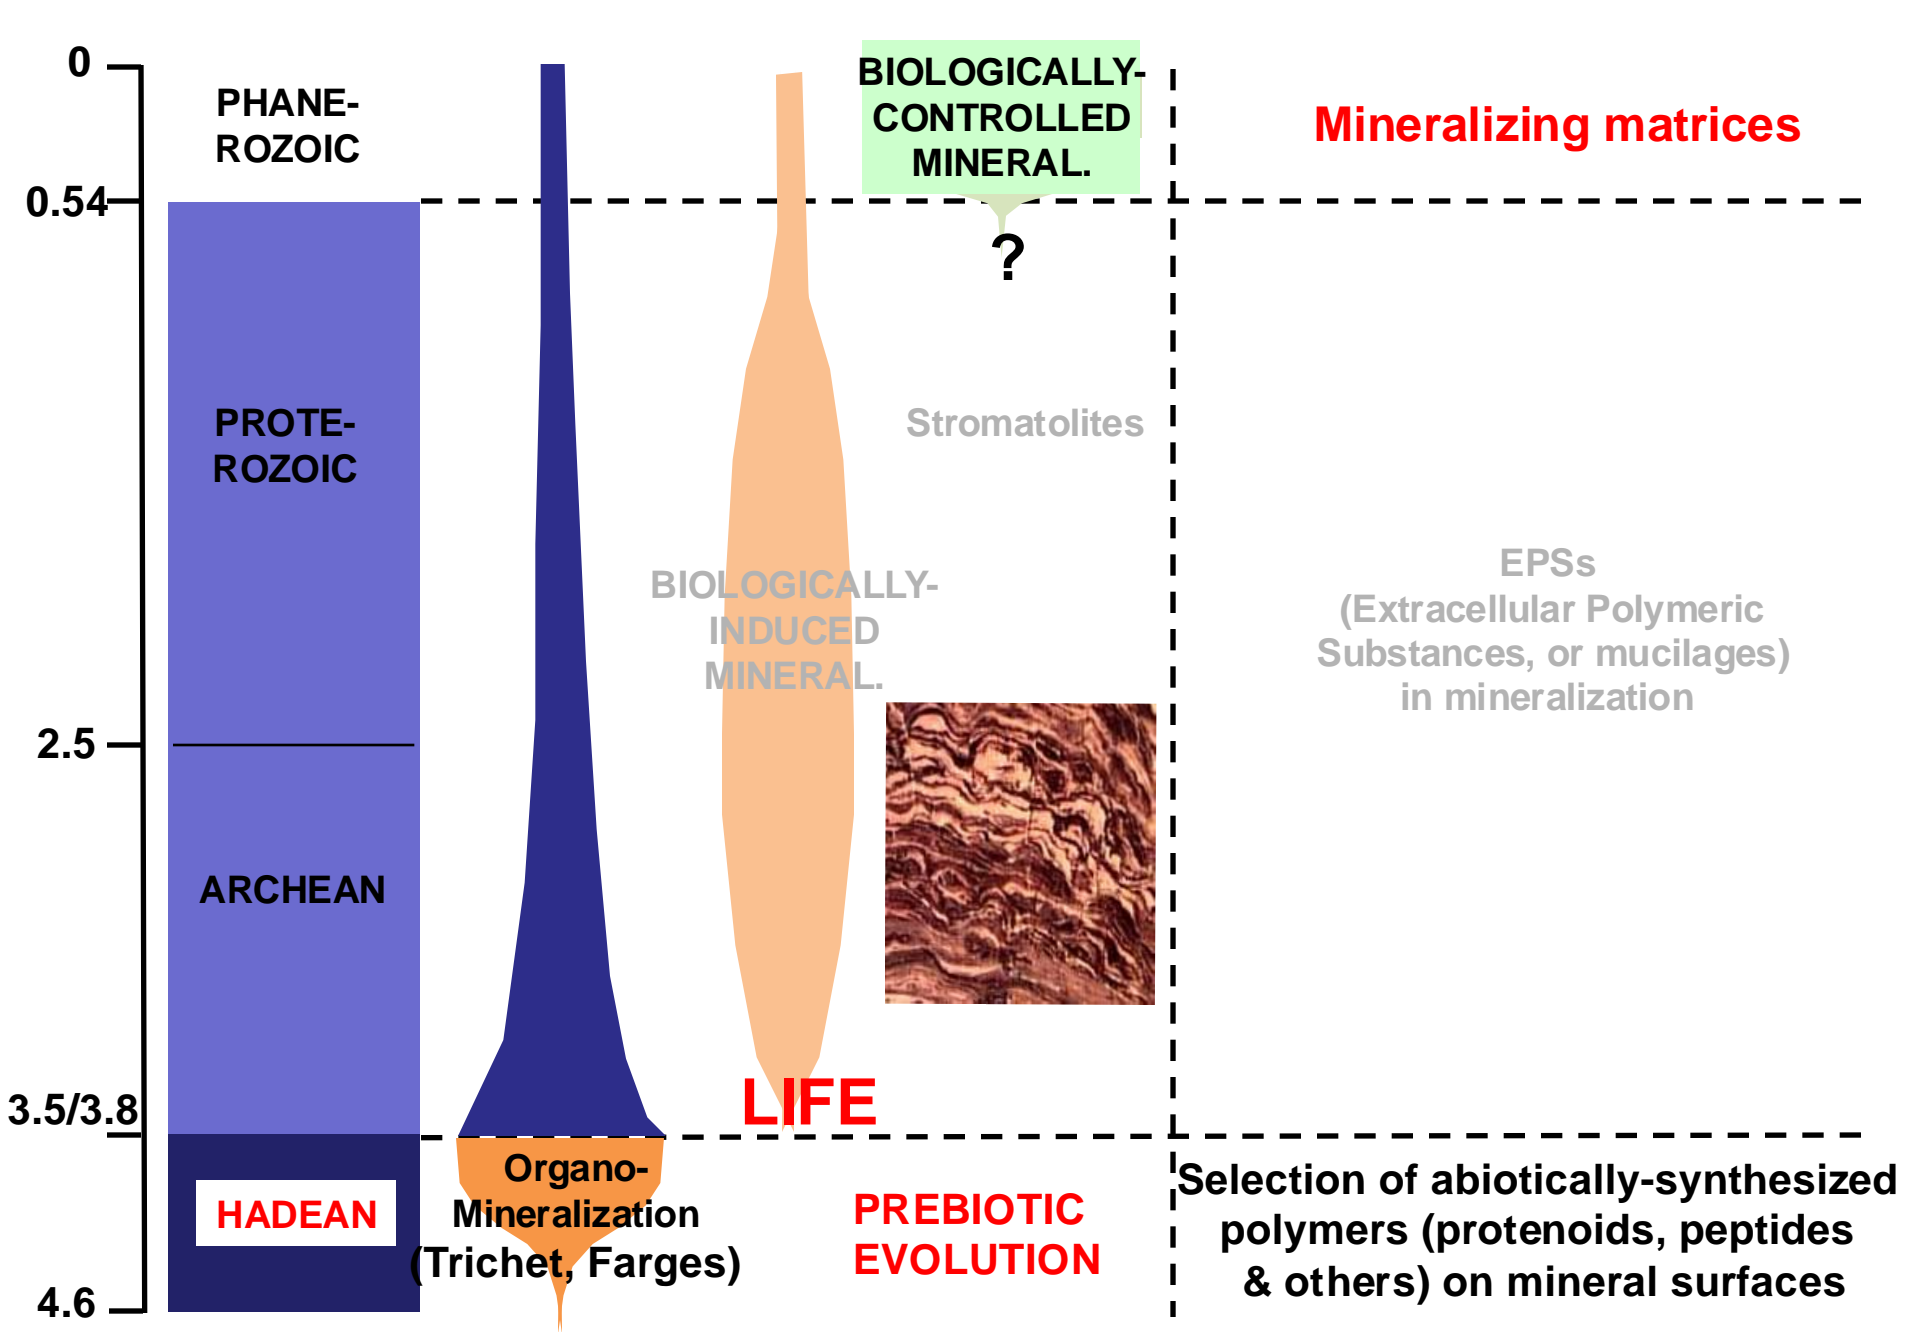 0
PHANE-
ROZOIC
BIOLOGICALLY-
CONTROLLED
MINERAL.
Mineralizing matrices
0.54
?
PROTE-
ROZOIC
Stromatolites
BIOLOGICALLY-
INDUCED
MINERAL.
EPSs
(Extracellular Polymeric
Substances, or mucilages)
in mineralization
2.5
ARCHEAN
3.5/3.8
LIFE
HADEAN
Organo-
Mineralization
(Trichet, Farges)
PREBIOTIC
EVOLUTION
Selection of abiotically-synthesized
polymers (protenoids, peptides
& others) on mineral surfaces
4.6